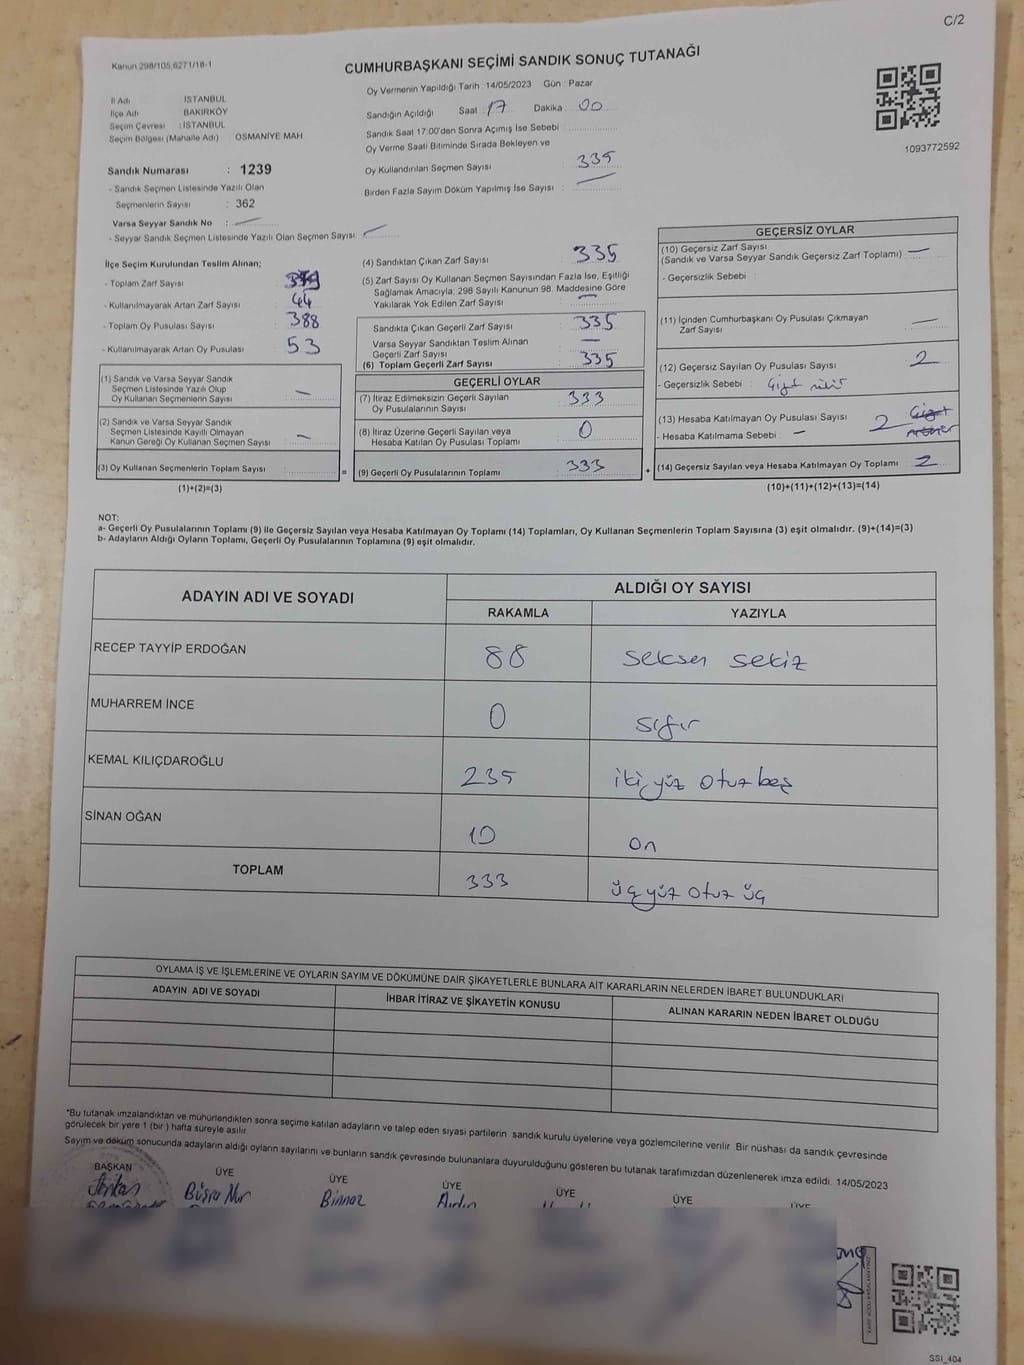 C/2
Kanun 298/105,6271/18-1
CUMHURBAŞKANI SEÇİMİ SANDIK SONUÇ TUTANAĞI
Oy Vermenin Yapıldığı Tarih : 14/05/2023 Gün : Pazar
İl Adı : İSTANBUL
İlçe Adı : BAKIRKÖY
Seçim Çevresi : İSTANBUL
Seçim Bölgesi (Mahalle Adı) : OSMANİYE MAH
Sandık Numarası : 1239
- Sandık Seçmen Listesinde Yazılı Olan
Seçmenlerin Sayısı : 362
Varsa Seyyar Sandık No : —
- Seyyar Sandık Seçmen Listesinde Yazılı Olan Seçmen Sayısı: —
Sandığın Açıldığı Saat : 17 Dakika : 00
Sandık Saat 17:00'den Sonra Açımış İse Sebebi :
Oy Verme Saati Bitiminde Sırada Bekleyen ve
Oy Kullandırılan Seçmen Sayısı : 335
Birden Fazla Sayım Döküm Yapılmış İse Sayısı : —
1093772592
İlçe Seçim Kurulundan Teslim Alınan;
- Toplam Zarf Sayısı :
- Kullanılmayarak Artan Zarf Sayısı : 44
- Toplam Oy Pusulası Sayısı : 388
- Kullanılmayarak Artan Oy Pusulası : 53
(1) Sandık ve Varsa Seyyar Sandık
Seçmen Listesinde Yazılı Olup
Oy Kullanan Seçmenlerin Sayısı : —
(2) Sandık ve Varsa Seyyar Sandık
Seçmen Listesinde Kayıtlı Olmayan
Kanun Gereği Oy Kullanan Seçmen Sayısı : —
(3) Oy Kullanan Seçmenlerin Toplam Sayısı :
(1)+(2)=(3)
=
(4) Sandıktan Çıkan Zarf Sayısı : 335
(5) Zarf Sayısı Oy Kullanan Seçmen Sayısından Fazla İse, Eşitliği
Sağlamak Amacıyla, 298 Sayılı Kanunun 98. Maddesine Göre
Yakılarak Yok Edilen Zarf Sayısı : —
Sandıkta Çıkan Geçerli Zarf Sayısı : 335
Varsa Seyyar Sandıktan Teslim Alınan
Geçerli Zarf Sayısı : —
(6) Toplam Geçerli Zarf Sayısı : 335
GEÇERLİ OYLAR
(7) İtiraz Edilmeksizin Geçerli Sayılan
Oy Pusulalarının Sayısı : 333
(8) İtiraz Üzerine Geçerli Sayılan veya
Hesaba Katılan Oy Pusulası Toplamı : 0
(9) Geçerli Oy Pusulalarının Toplamı : 333
+
GEÇERSİZ OYLAR
(10) Geçersiz Zarf Sayısı
(Sandık ve Varsa Seyyar Sandık Geçersiz Zarf Toplamı) : —
- Geçersizlik Sebebi :
(11) İçinden Cumhurbaşkanı Oy Pusulası Çıkmayan
Zarf Sayısı : —
(12) Geçersiz Sayılan Oy Pusulası Sayısı : 2
- Geçersizlik Sebebi : Çift mühür
(13) Hesaba Katılmayan Oy Pusulası Sayısı : 2
- Hesaba Katılmama Sebebi : —
(14) Geçersiz Sayılan veya Hesaba Katılmayan Oy Toplamı : 2
(10)+(11)+(12)+(13)=(14)
NOT:
a- Geçerli Oy Pusulalarının Toplamı (9) ile Geçersiz Sayılan veya Hesaba Katılmayan Oy Toplamı (14) Toplamları, Oy Kullanan Seçmenlerin Toplam Sayısına (3) eşit olmalıdır. (9)+(14)=(3)
b- Adayların Aldığı Oyların Toplamı, Geçerli Oy Pusulalarının Toplamına (9) eşit olmalıdır.
ADAYIN ADI VE SOYADI
ALDIĞI OY SAYISI
RAKAMLA YAZIYLA
RECEP TAYYİP ERDOĞAN 88 seksen sekiz
MUHARREM İNCE 0 sıfır
KEMAL KILIÇDAROĞLU 235 iki yüz otuz beş
SİNAN OĞAN 10 on
TOPLAM 333 üç yüz otuz üç
OYLAMA İŞ VE İŞLEMLERİNE VE OYLARIN SAYIM VE DÖKÜMÜNE DAİR ŞİKAYETLERLE BUNLARA AİT KARARLARIN NELERDEN İBARET BULUNDUKLARI
ADAYIN ADI VE SOYADI İHBAR İTİRAZ VE ŞİKAYETİN KONUSU ALINAN KARARIN NEDEN İBARET OLDUĞU
*Bu tutanak imzalandıktan ve mühürlendikten sonra seçime katılan adayların ve talep eden siyasi partilerin sandık kurulu üyelerine veya gözlemcilerine verilir Bir nüshası da sandık çevresinde
görülecek bir yere 1 (bir ) hafta süreyle asılır.
Sayım ve döküm sonucunda adayların aldığı oyların sayılarını ve bunların sandık çevresinde bulunanlara duyurulduğunu gösteren bu tutanak tarafımızdan düzenlenerek imza edildi. 14/05/2023
BAŞKAN ÜYE ÜYE ÜYE ÜYE ÜYE ÜYE
Serkan Büşra Nur Binnaz Aydın
SSİ_404